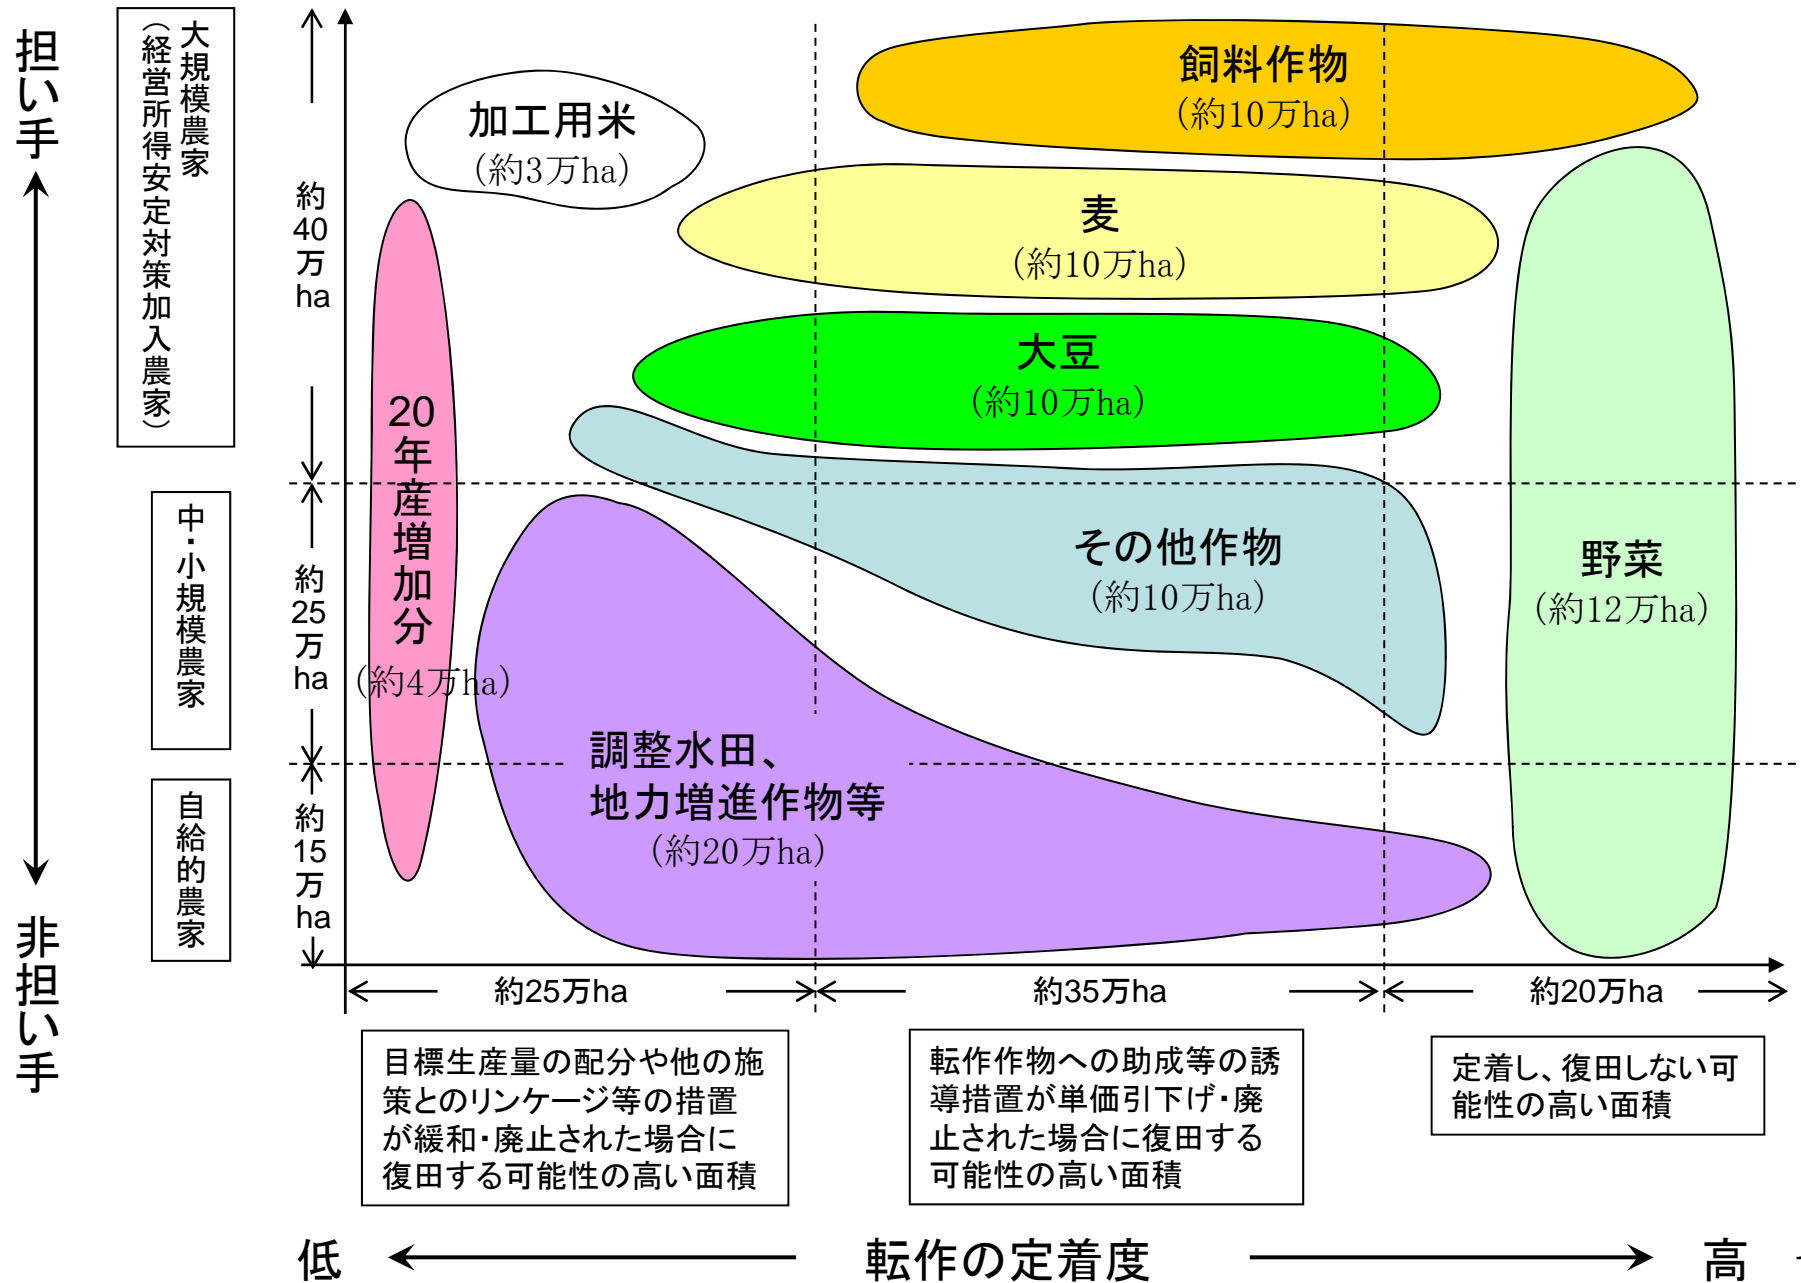 担い手
非担い手
大規模農家
（経営所得安定対策加入農家）
中・小規模農家
自給的農家
約40万ha
約25万ha
約15万ha
加工用米
（約3万ha）
飼料作物
（約10万ha）
麦
（約10万ha）
大豆
（約10万ha）
20年産増加分
（約4万ha）
その他作物
（約10万ha）
野菜
（約12万ha）
調整水田、
地力増進作物等
（約20万ha）
約25万ha
約35万ha
約20万ha
目標生産量の配分や他の施
策とのリンケージ等の措置
が緩和・廃止された場合に
復田する可能性の高い面積
転作作物への助成等の誘
導措置が単価引下げ・廃
止された場合に復田する
可能性の高い面積
定着し、復田しない可
能性の高い面積
低
転作の定着度
高